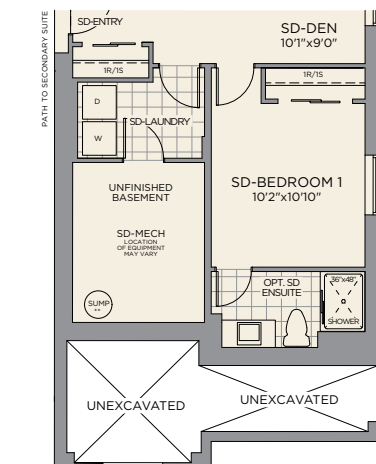 PATH TO SECONDARY SUITE
SD-ENTRY
SD-DEN
10'1"x9'0"
1R/1S
1R/1S
D
W
SD-LAUNDRY
UNFINISHED
BASEMENT
SD-MECH
LOCATION
OF EQUIPMENT
MAY VARY
SD-BEDROOM 1
10'2"x10'10"
SUMP
**
OPT. SD
ENSUITE
36"x48"
SHOWER
UNEXCAVATED
UNEXCAVATED